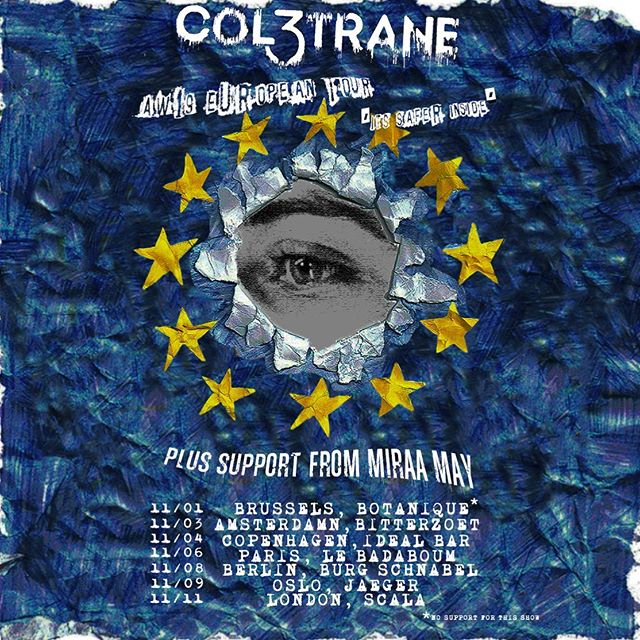 COL3TRANE
AWIG EUROPEAN TOUR
"ITS SAFER INSIDE"
PLUS SUPPORT FROM MIRAA MAY
11/01 BRUSSELS, BOTANIQUE*
11/03 AMSTERDAMN, BITTERZOET
11/04 COPENHAGEN, IDEAL BAR
11/06 PARIS, LE BADABOUM
11/08 BERLIN, BURG SCHNABEL
11/09 OSLO, JAEGER
11/11 LONDON, SCALA
*NO SUPPORT FOR THIS SHOW